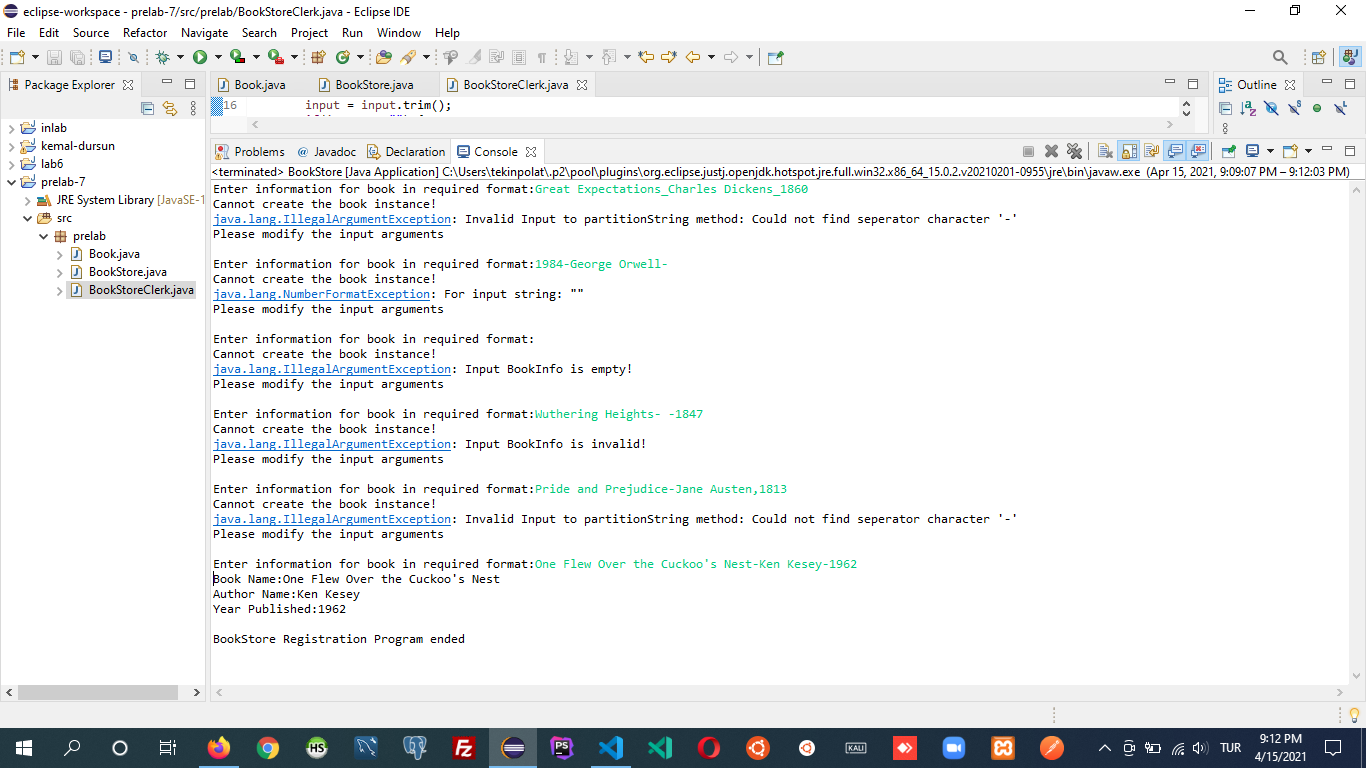 eclipse-workspace - prelab-7/src/prelab/BookStoreClerk.java - Eclipse IDE
File Edit Source Refactor Navigate Search Project Run Window Help
Package Explorer
inlab
kemal-dursun
lab6
prelab-7
JRE System Library [JavaSE-1
src
prelab
Book.java
BookStore.java
BookStoreClerk.java
Book.java BookStore.java BookStoreClerk.java
16 input = input.trim();
Outline
Problems @ Javadoc Declaration Console
<terminated> BookStore [Java Application] C:\Users\tekinpolat\.p2\pool\plugins\org.eclipse.justj.openjdk.hotspot.jre.full.win32.x86_64_15.0.2.v20210201-0955\jre\bin\javaw.exe (Apr 15, 2021, 9:09:07 PM – 9:12:03 PM)
Enter information for book in required format:Great Expectations_Charles Dickens_1860
Cannot create the book instance!
java.lang.IllegalArgumentException: Invalid Input to partitionString method: Could not find seperator character '-'
Please modify the input arguments
Enter information for book in required format:1984-George Orwell-
Cannot create the book instance!
java.lang.NumberFormatException: For input string: ""
Please modify the input arguments
Enter information for book in required format:
Cannot create the book instance!
java.lang.IllegalArgumentException: Input BookInfo is empty!
Please modify the input arguments
Enter information for book in required format:Wuthering Heights- -1847
Cannot create the book instance!
java.lang.IllegalArgumentException: Input BookInfo is invalid!
Please modify the input arguments
Enter information for book in required format:Pride and Prejudice-Jane Austen,1813
Cannot create the book instance!
java.lang.IllegalArgumentException: Invalid Input to partitionString method: Could not find seperator character '-'
Please modify the input arguments
Enter information for book in required format:One Flew Over the Cuckoo's Nest-Ken Kesey-1962
Book Name:One Flew Over the Cuckoo's Nest
Author Name:Ken Kesey
Year Published:1962
BookStore Registration Program ended
HS
FZ
PS
KALI
TUR
9:12 PM
4/15/2021